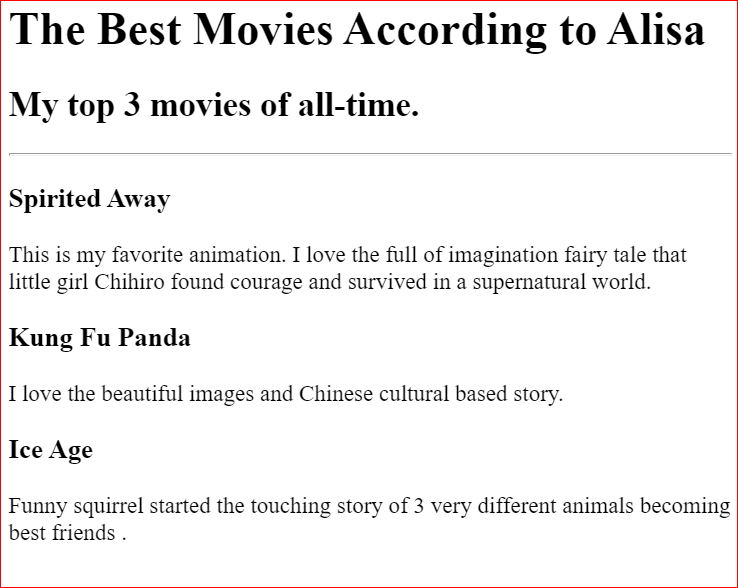 The Best Movies According to Alisa
My top 3 movies of all-time.
Spirited Away
This is my favorite animation. I love the full of imagination fairy tale that
little girl Chihiro found courage and survived in a supernatural world.
Kung Fu Panda
I love the beautiful images and Chinese cultural based story.
Ice Age
Funny squirrel started the touching story of 3 very different animals becoming
best friends .